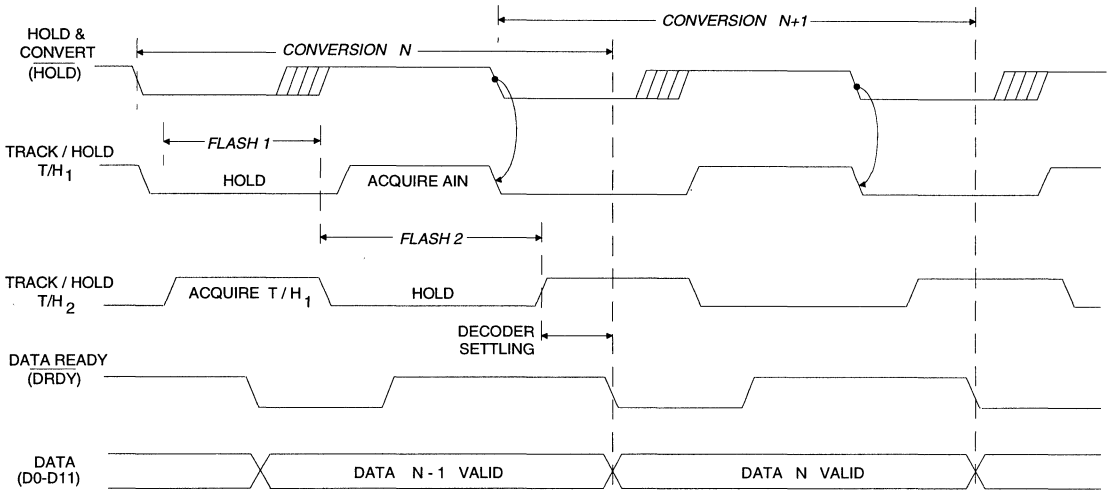 CONVERSION N+1
HOLD &
CONVERT
(HOLD)
CONVERSION N
FLASH 1
TRACK / HOLD
T/H1
HOLD
ACQUIRE AIN
FLASH 2
TRACK / HOLD
T/H2
ACQUIRE T / H1
HOLD
DECODER
SETTLING
DATA READY
(DRDY)
DATA
(D0-D11)
DATA N - 1 VALID
DATA N VALID